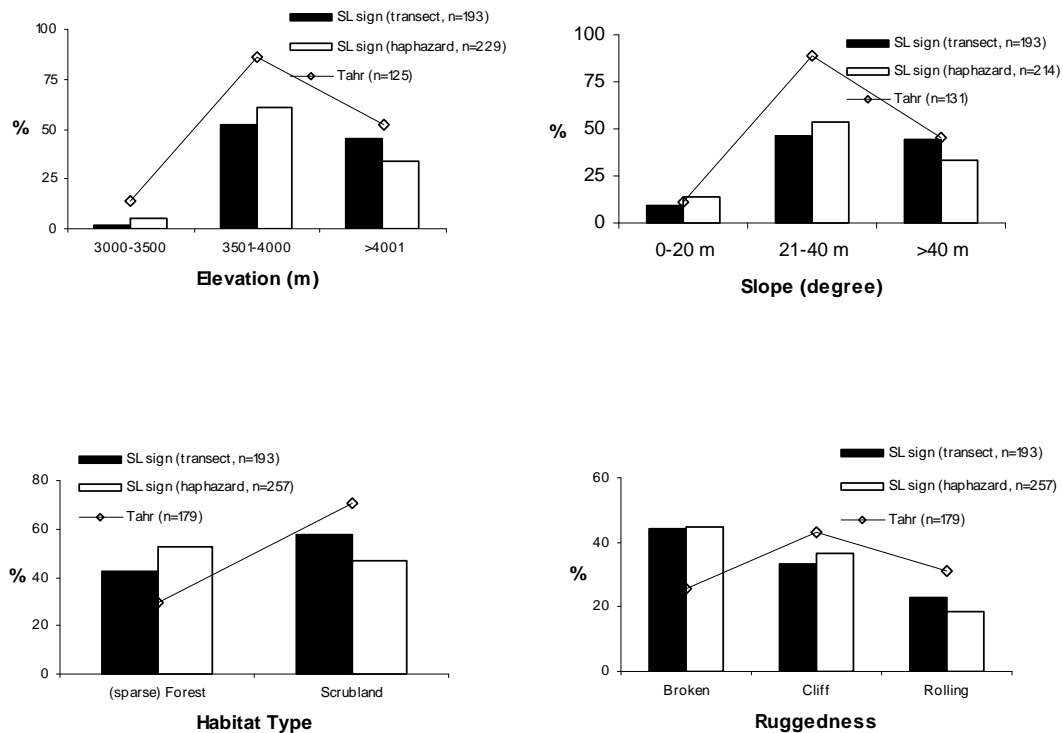 SL sign (transect, n=193)
SL sign (haphazard, n=229)
Tahr (n=125)
100
75
50
25
0
%
3000-3500 3501-4000 >4001
Elevation (m)
SL sign (transect, n=193)
SL sign (haphazard, n=214)
Tahr (n=131)
100
75
50
25
0
%
0-20 m 21-40 m >40 m
Slope (degree)
SL sign (transect, n=193)
SL sign (haphazard, n=257)
Tahr (n=179)
80
60
40
20
0
%
(sparse) Forest Scrubland
Habitat Type
SL sign (transect, n=193)
SL sign (haphazard, n=257)
Tahr (n=179)
60
40
20
0
%
Broken Cliff Rolling
Ruggedness